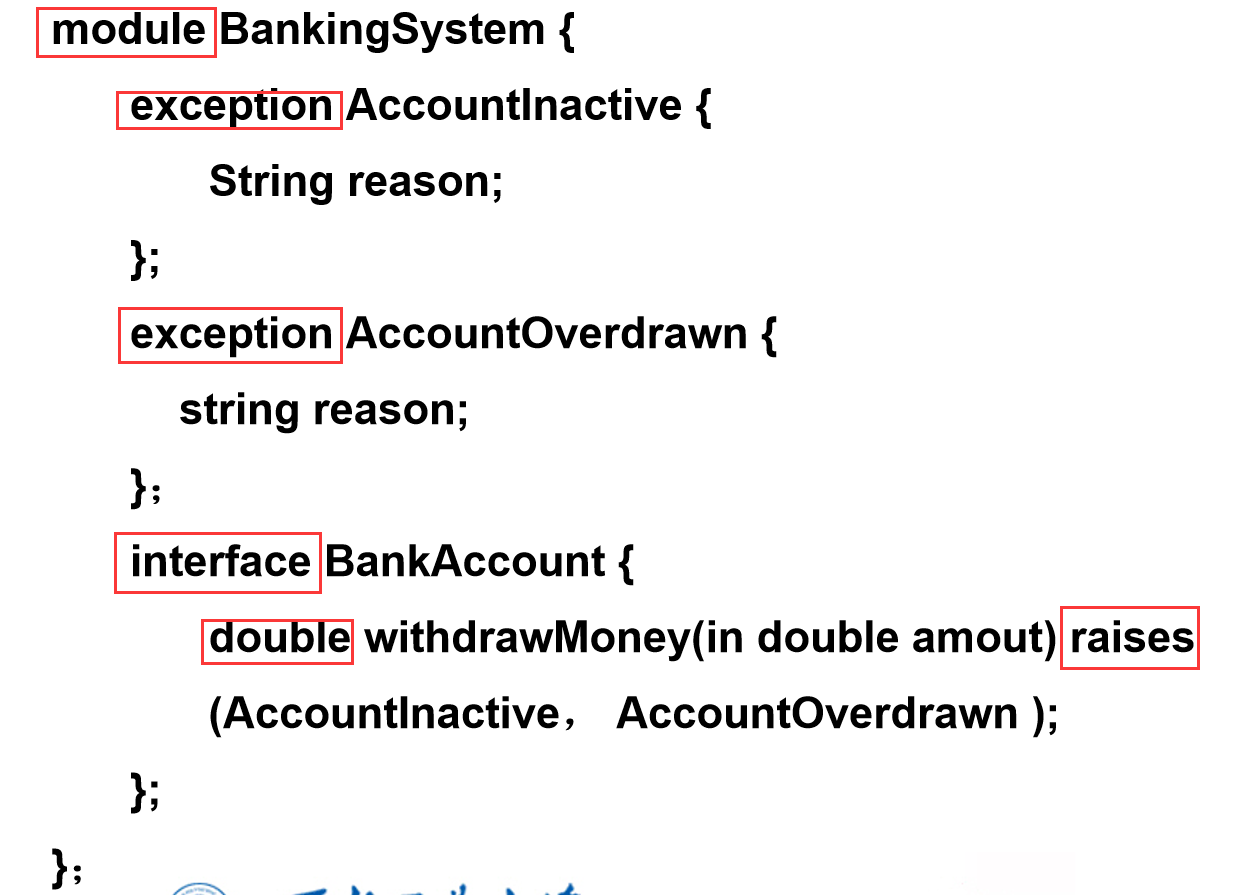 module BankingSystem {
exception AccountInactive {
String reason;
};
exception AccountOverdrawn {
string reason;
}；
interface BankAccount {
double withdrawMoney(in double amout) raises
(AccountInactive， AccountOverdrawn );
};
}；